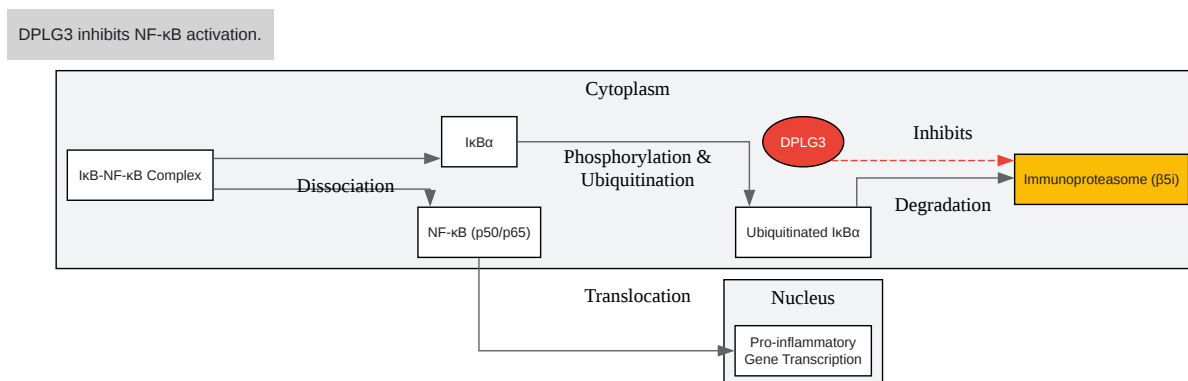 DPLG3 inhibits NF-κB activation.
Cytoplasm
IκB-NF-κB Complex
Dissociation
IκBα
NF-κB (p50/p65)
Phosphorylation &
Ubiquitination
DPLG3
Inhibits
Immunoproteasome (β5i)
Ubiquitinated IκBα
Degradation
Translocation
Nucleus
Pro-inflammatory
Gene Transcription